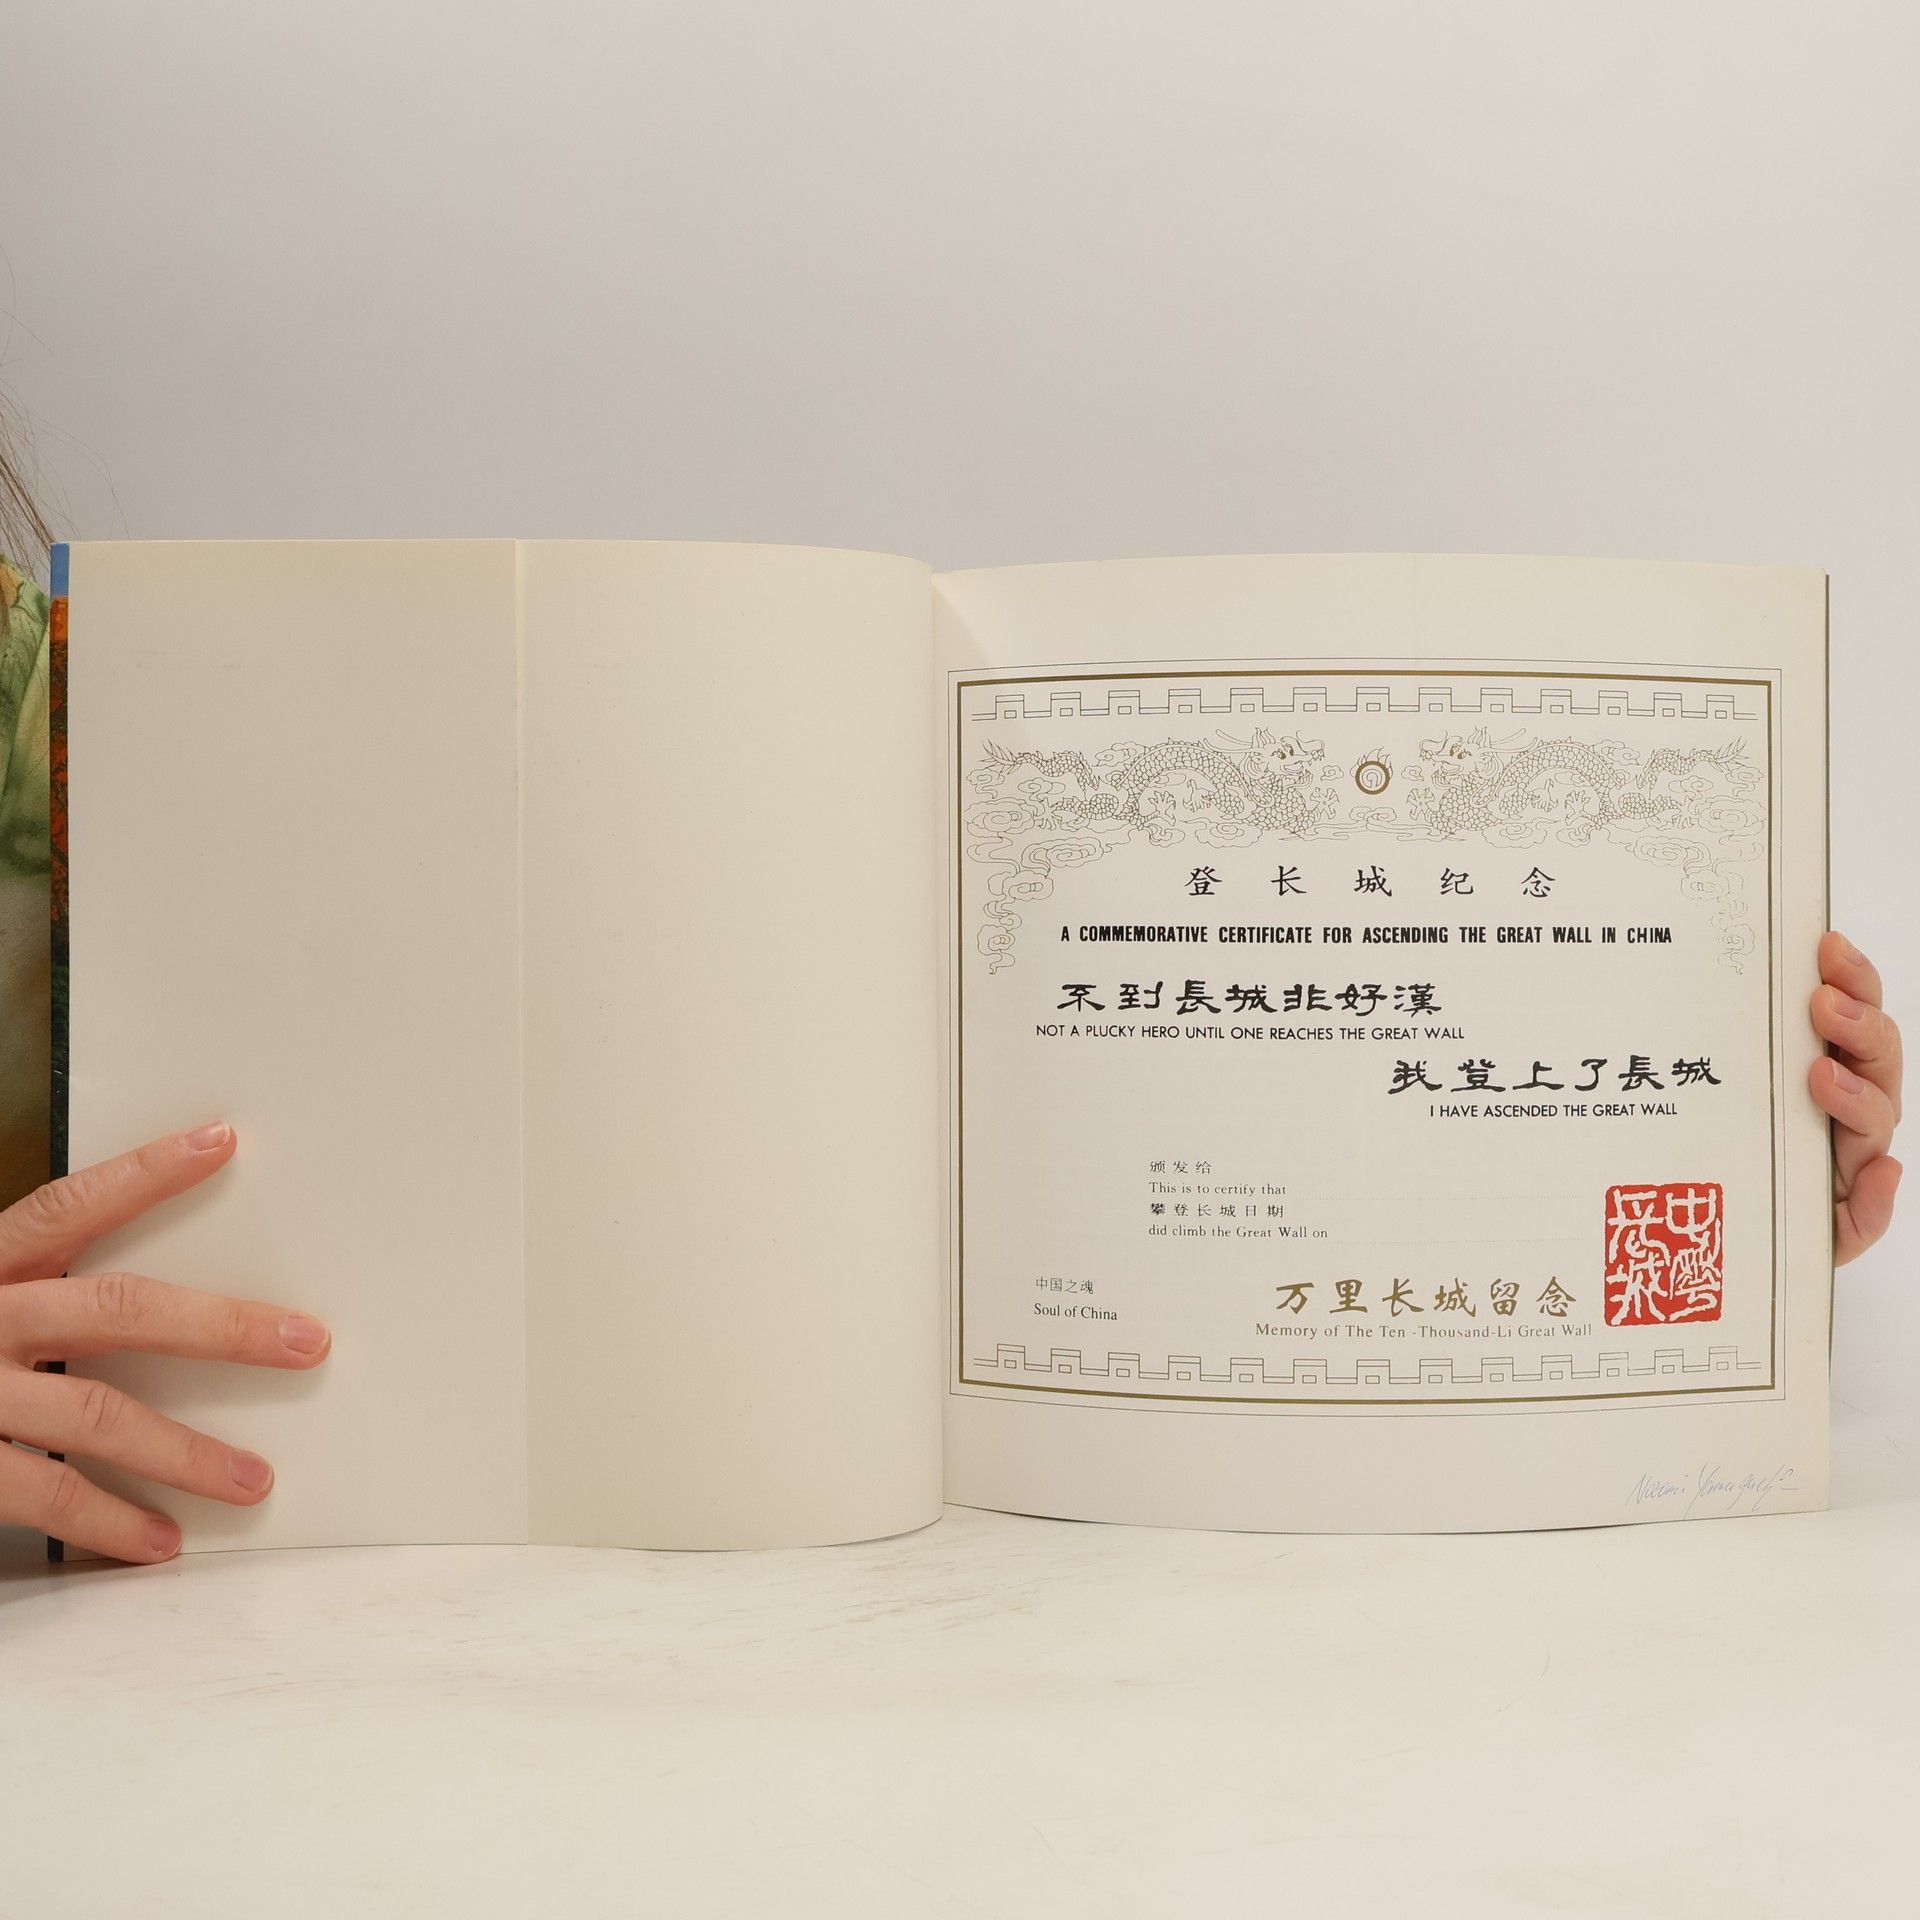 登长城纪念
A COMMEMORATIVE CERTIFICATE FOR ASCENDING THE GREAT WALL IN CHINA
不到長城非好漢
NOT A PLUCKY HERO UNTIL ONE REACHES THE GREAT WALL
我登上了長城
I HAVE ASCENDED THE GREAT WALL
颁发给
This is to certify that
攀登长城日期
did climb the Great Wall on
中国之魂
Soul of China
万里长城留念
Memory of The Ten -Thousand-Li Great Wall